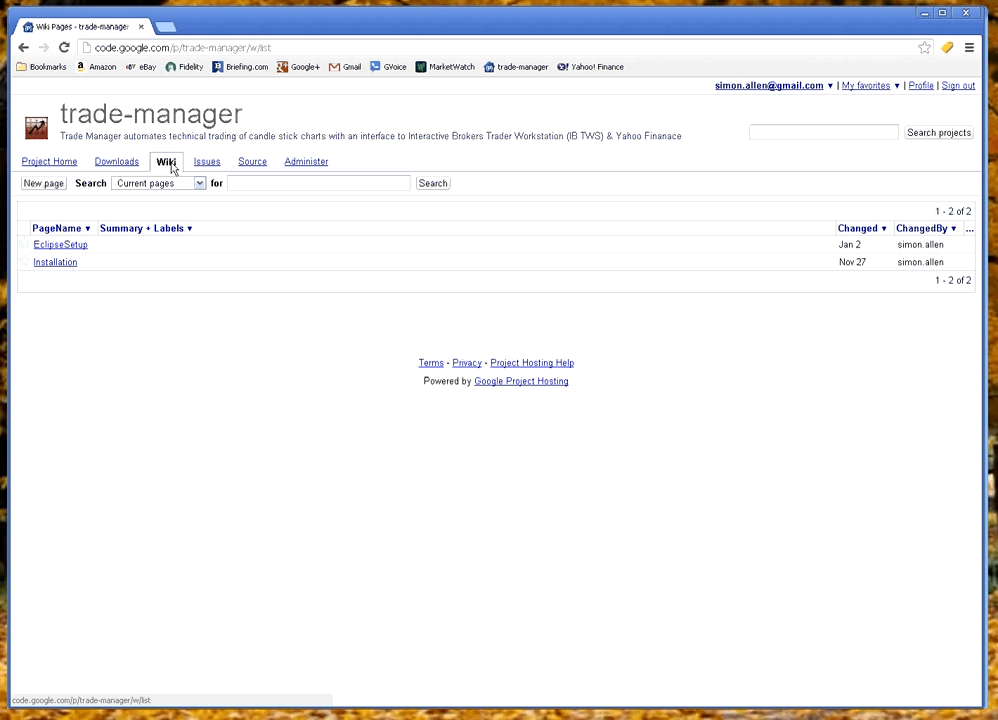 Wiki Pages - trade-manager
code.google.com/p/trade-manager/w/list
Bookmarks Amazon eBay Fidelity Briefing.com Google+ Gmail GVoice MarketWatch trade-manager Yahoo! Finance
simon.allen@gmail.com ▼ | My favorites ▼ | Profile | Sign out
trade-manager
Trade Manager automates technical trading of candle stick charts with an interface to Interactive Brokers Trader Workstation (IB TWS) & Yahoo Finanace
Search projects
Project Home Downloads Wiki Issues Source Administer
New page Search Current pages for Search
1 - 2 of 2
PageName ▼ Summary + Labels ▼ Changed ▼ ChangedBy ▼ ...
EclipseSetup Jan 2 simon.allen
Installation Nov 27 simon.allen
1 - 2 of 2
Terms - Privacy - Project Hosting Help
Powered by Google Project Hosting
code.google.com/p/trade-manager/w/list